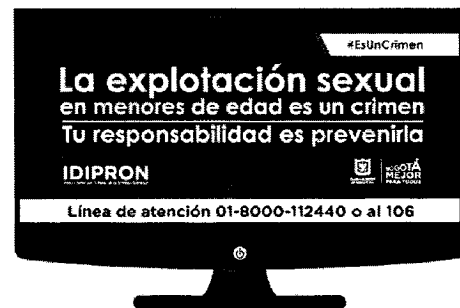 #EsUnCrimen
La explotación sexual
en menores de edad es un crimen
Tu responsabilidad es prevenirla
IDIPRON
BOGOTÁ
MEJOR
PARA TODOS
Línea de atención 01-8000-112440 o al 106